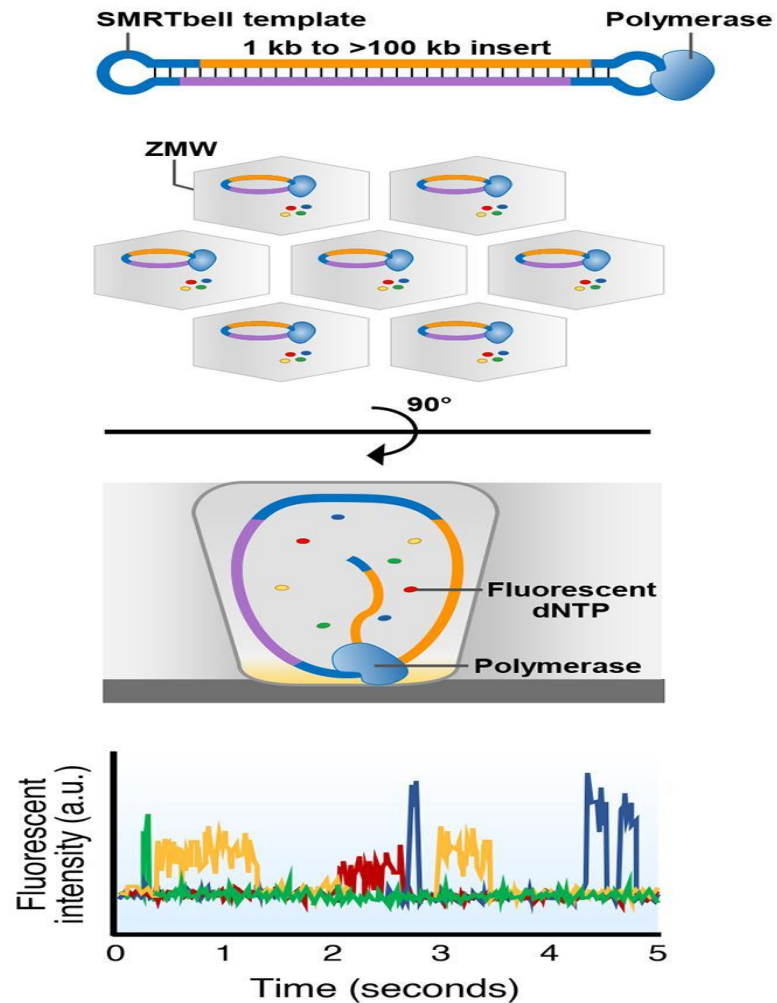 SMRTbell template
Polymerase
1 kb to >100 kb insert
ZMW
90°
Fluorescent
dNTP
Polymerase
Fluorescent
intensity (a.u.)
0 1 2 3 4 5
Time (seconds)